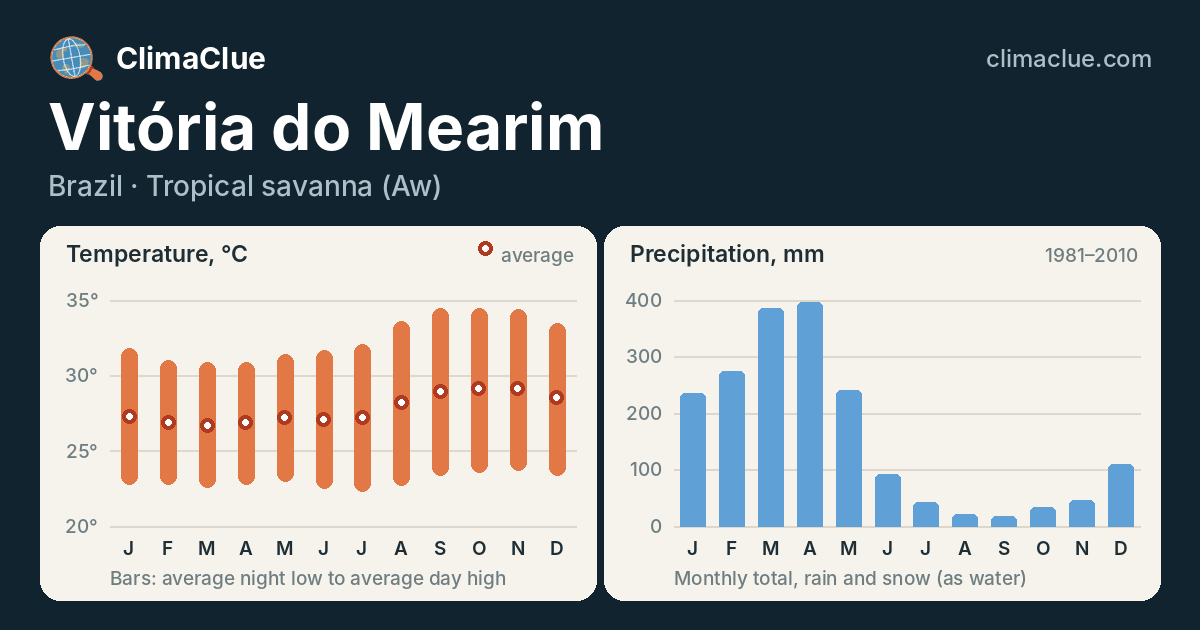 ClimaClue
climaclue.com
Vitória do Mearim
Brazil · Tropical savanna (Aw)
Temperature, °C
average
35°
30°
25°
20°
J F M A M J J A S O N D
Bars: average night low to average day high
Precipitation, mm
1981–2010
400
300
200
100
0
J F M A M J J A S O N D
Monthly total, rain and snow (as water)